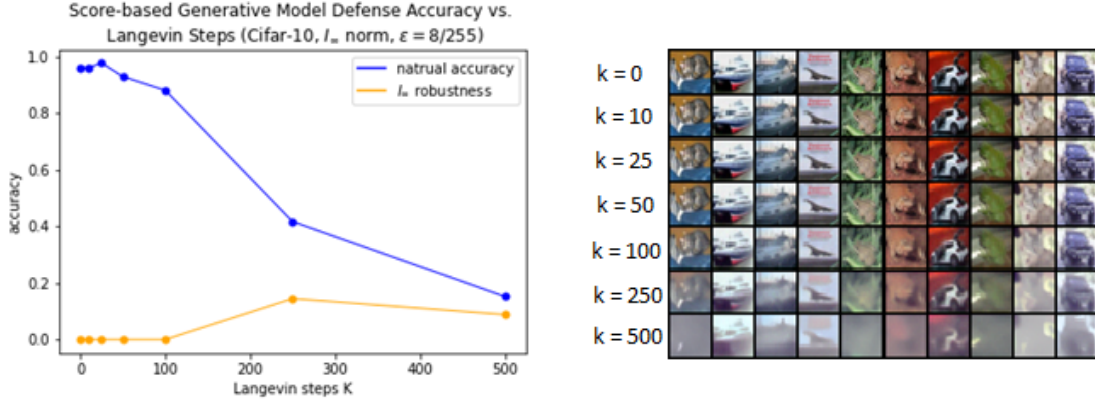 Score-based Generative Model Defense Accuracy vs.
Langevin Steps (Cifar-10, l∞ norm, ε = 8/255)
natrual accuracy
l∞ robustness
1.0
0.8
0.6
0.4
0.2
0.0
accuracy
0
100
200
300
400
500
Langevin steps K
k = 0
k = 10
k = 25
k = 50
k = 100
k = 250
k = 500